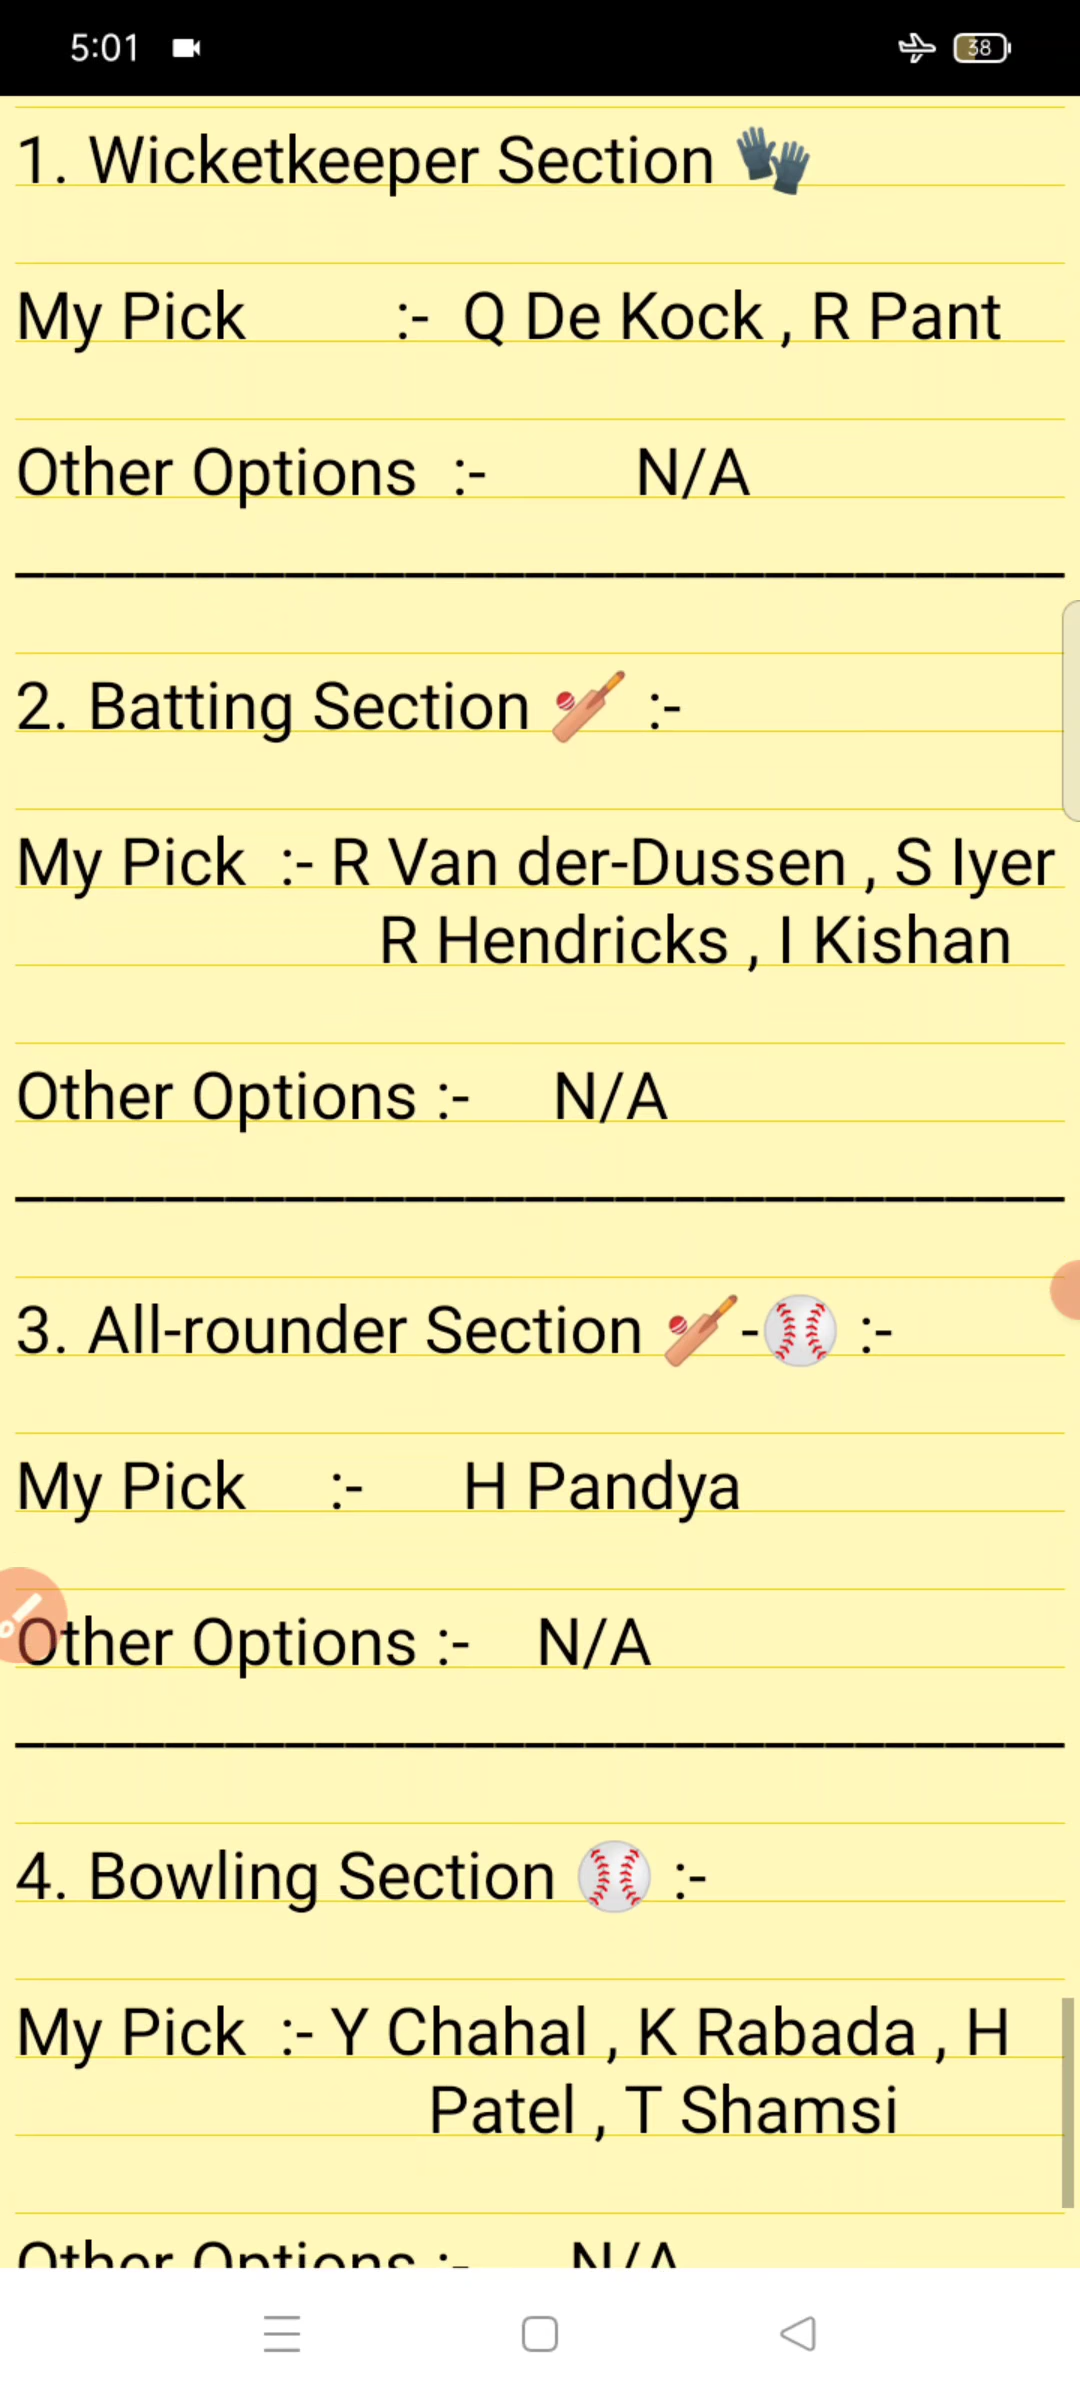 5:01 38
1. Wicketkeeper Section 🧤
My Pick :- Q De Kock , R Pant
Other Options :- N/A
2. Batting Section 🏏 :-
My Pick :- R Van der-Dussen , S Iyer
R Hendricks , I Kishan
Other Options :- N/A
3. All-rounder Section 🏏 -⚾ :-
My Pick :- H Pandya
Other Options :- N/A
4. Bowling Section ⚾ :-
My Pick :- Y Chahal , K Rabada , H
Patel , T Shamsi
Other Options :- N/A